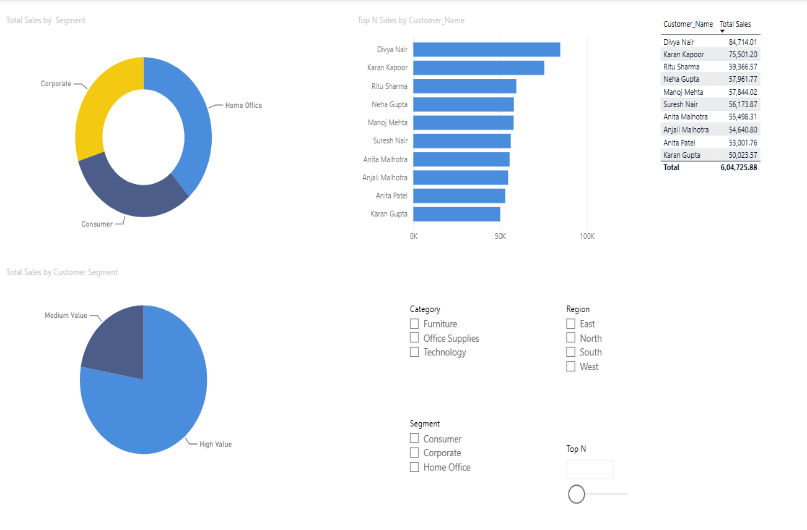 Total Sales by Segment
Corporate
Home Office
Consumer
Top N Sales by Customer_Name
Divya Nair
Karan Kapoor
Ritu Sharma
Neha Gupta
Manoj Mehta
Suresh Nair
Anita Malhotra
Anjali Malhotra
Anita Patel
Karan Gupta
0K 50K 100K
Customer_Name Total Sales
Divya Nair 84,714.01
Karan Kapoor 75,501.20
Ritu Sharma 59,366.57
Neha Gupta 57,961.77
Manoj Mehta 57,844.02
Suresh Nair 56,173.87
Anita Malhotra 55,498.31
Anjali Malhotra 54,640.80
Anita Patel 53,001.76
Karan Gupta 50,023.57
Total 6,04,725.88
Total Sales by Customer Segment
Medium Value
High Value
Category
Furniture
Office Supplies
Technology
Region
East
North
South
West
Segment
Consumer
Corporate
Home Office
Top N